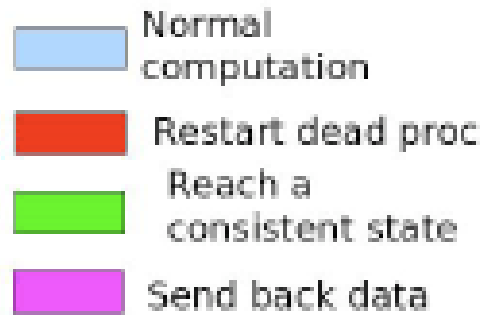 Normal
computation
Restart dead proc
Reach a
consistent state
Send back data